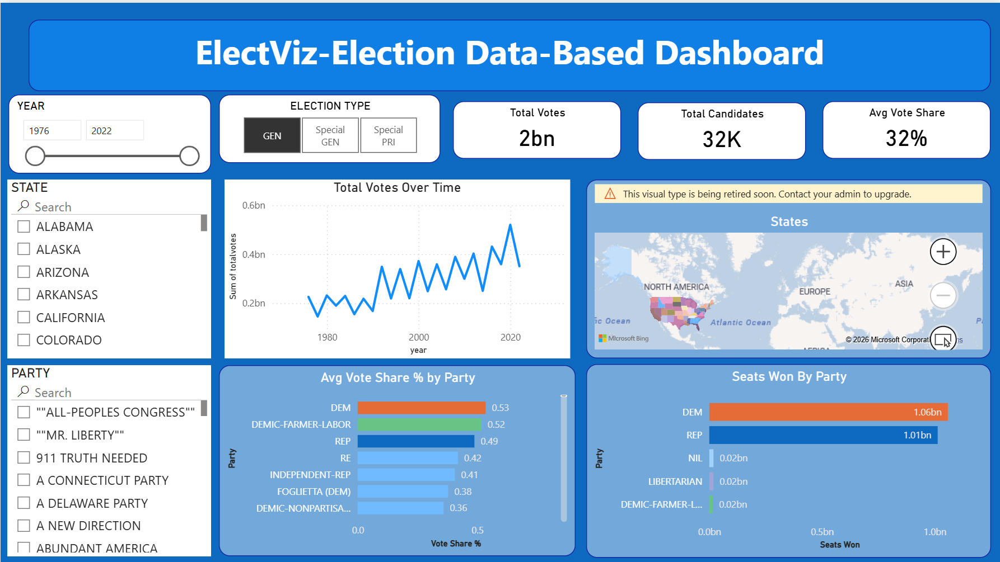 ElectViz-Election Data-Based Dashboard
YEAR
1976
2022
ELECTION TYPE
GEN
Special
GEN
Special
PRI
Total Votes
2bn
Total Candidates
32K
Avg Vote Share
32%
STATE
Search
ALABAMA
ALASKA
ARIZONA
ARKANSAS
CALIFORNIA
COLORADO
Total Votes Over Time
0.6bn
0.4bn
0.2bn
Sum of totalvotes
1980
2000
2020
year
This visual type is being retired soon. Contact your admin to upgrade.
States
NORTH AMERICA
EUROPE
ASIA
ic Ocean
Atlantic Ocean
Microsoft Bing
© 2026 Microsoft Corporati
PARTY
Search
""ALL-PEOPLES CONGRESS""
""MR. LIBERTY""
911 TRUTH NEEDED
A CONNECTICUT PARTY
A DELAWARE PARTY
A NEW DIRECTION
ABUNDANT AMERICA
Avg Vote Share % by Party
Party
DEM 0.53
DEMIC-FARMER-LABOR 0.52
REP 0.49
RE 0.42
INDEPENDENT-REP 0.41
FOGLIETTA (DEM) 0.38
DEMIC-NONPARTISA... 0.36
0.0 0.5
Vote Share %
Seats Won By Party
Party
DEM 1.06bn
REP 1.01bn
NIL 0.02bn
LIBERTARIAN 0.02bn
DEMIC-FARMER-L... 0.02bn
0.0bn 0.5bn 1.0bn
Seats Won